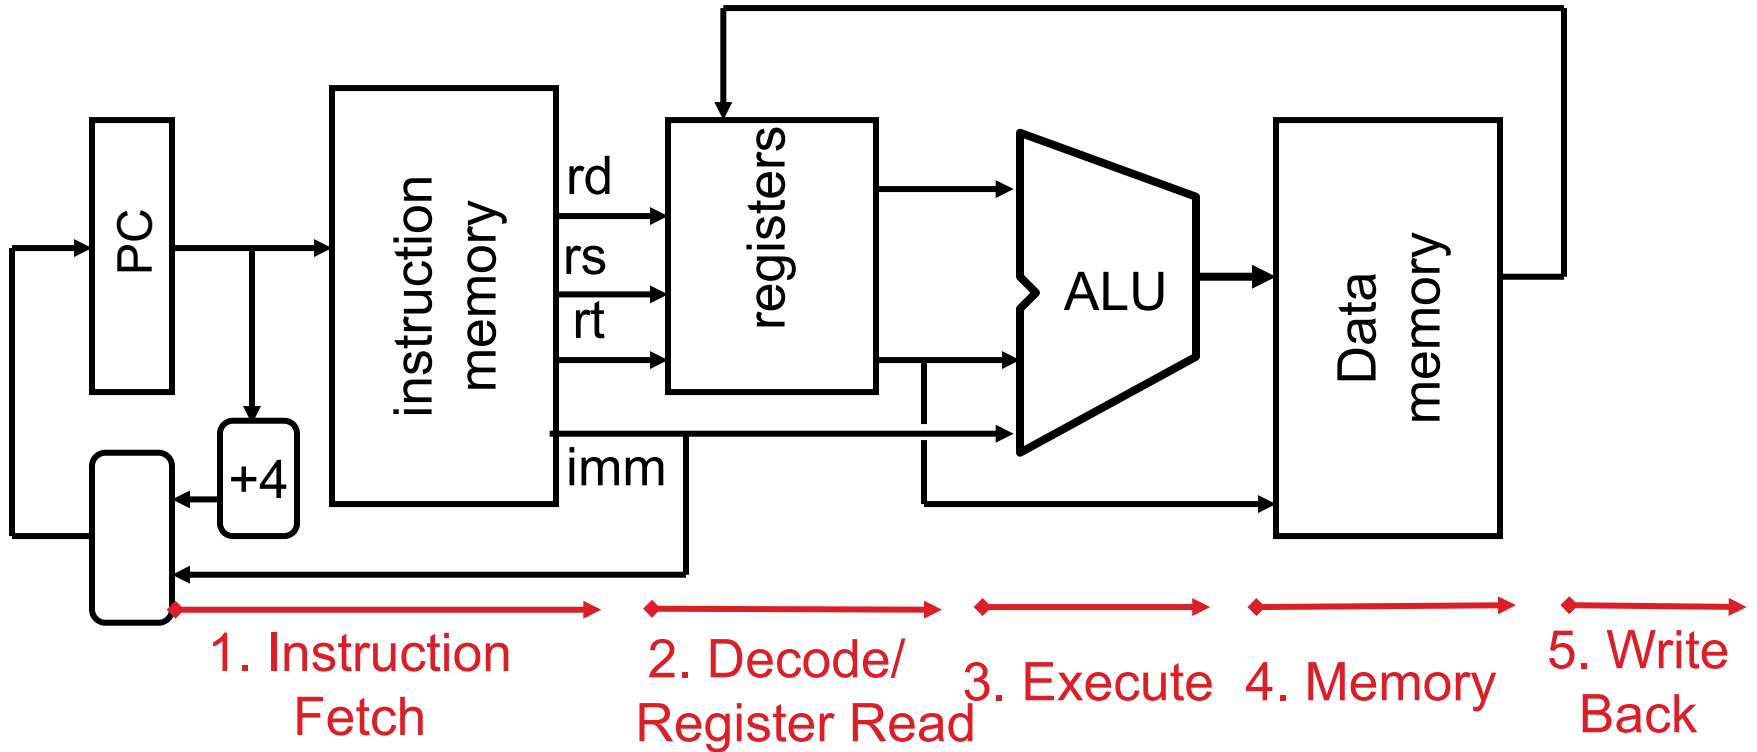 PC
+4
instruction
memory
rd
rs
rt
imm
registers
ALU
Data
memory
1. Instruction
Fetch
2. Decode/
Register Read
3. Execute
4. Memory
5. Write
Back